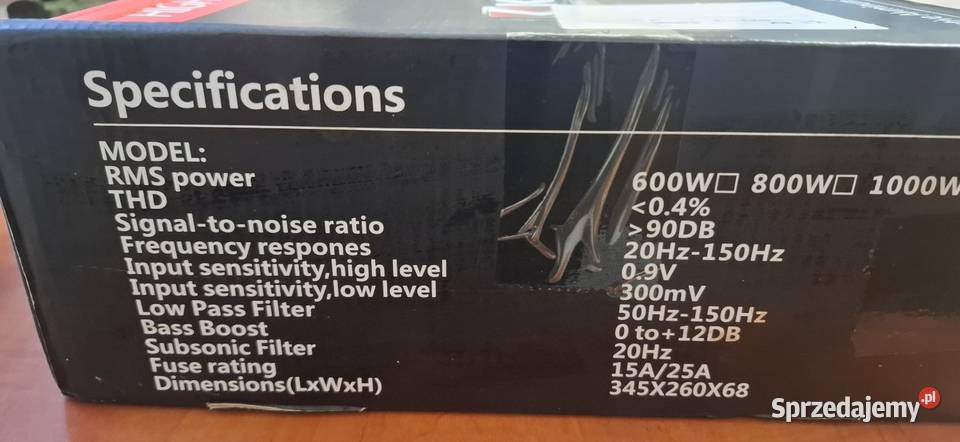 Specifications
MODEL:
RMS power 600W☐ 800W☐ 1000W
THD <0.4%
Signal-to-noise ratio >90DB
Frequency respones 20Hz-150Hz
Input sensitivity,high level 0.9V
Input sensitivity,low level 300mV
Low Pass Filter 50Hz-150Hz
Bass Boost 0 to+12DB
Subsonic Filter 20Hz
Fuse rating 15A/25A
Dimensions(LxWxH) 345X260X68
Sprzedajemy.pl